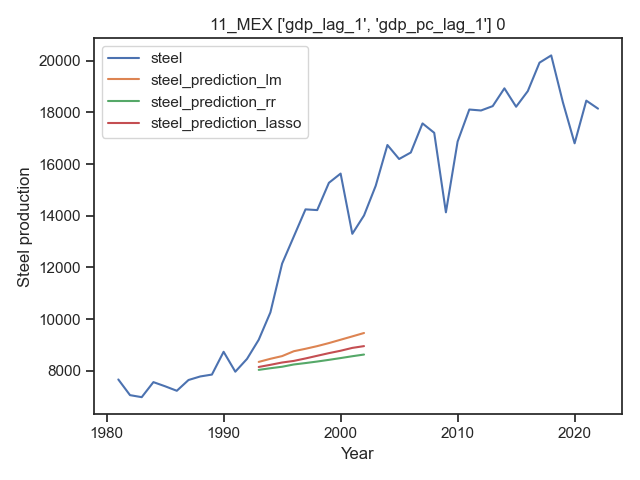 11_MEX ['gdp_lag_1', 'gdp_pc_lag_1'] 0
steel
steel_prediction_lm
steel_prediction_rr
steel_prediction_lasso
Steel production
20000
18000
16000
14000
12000
10000
8000
1980
1990
2000
2010
2020
Year